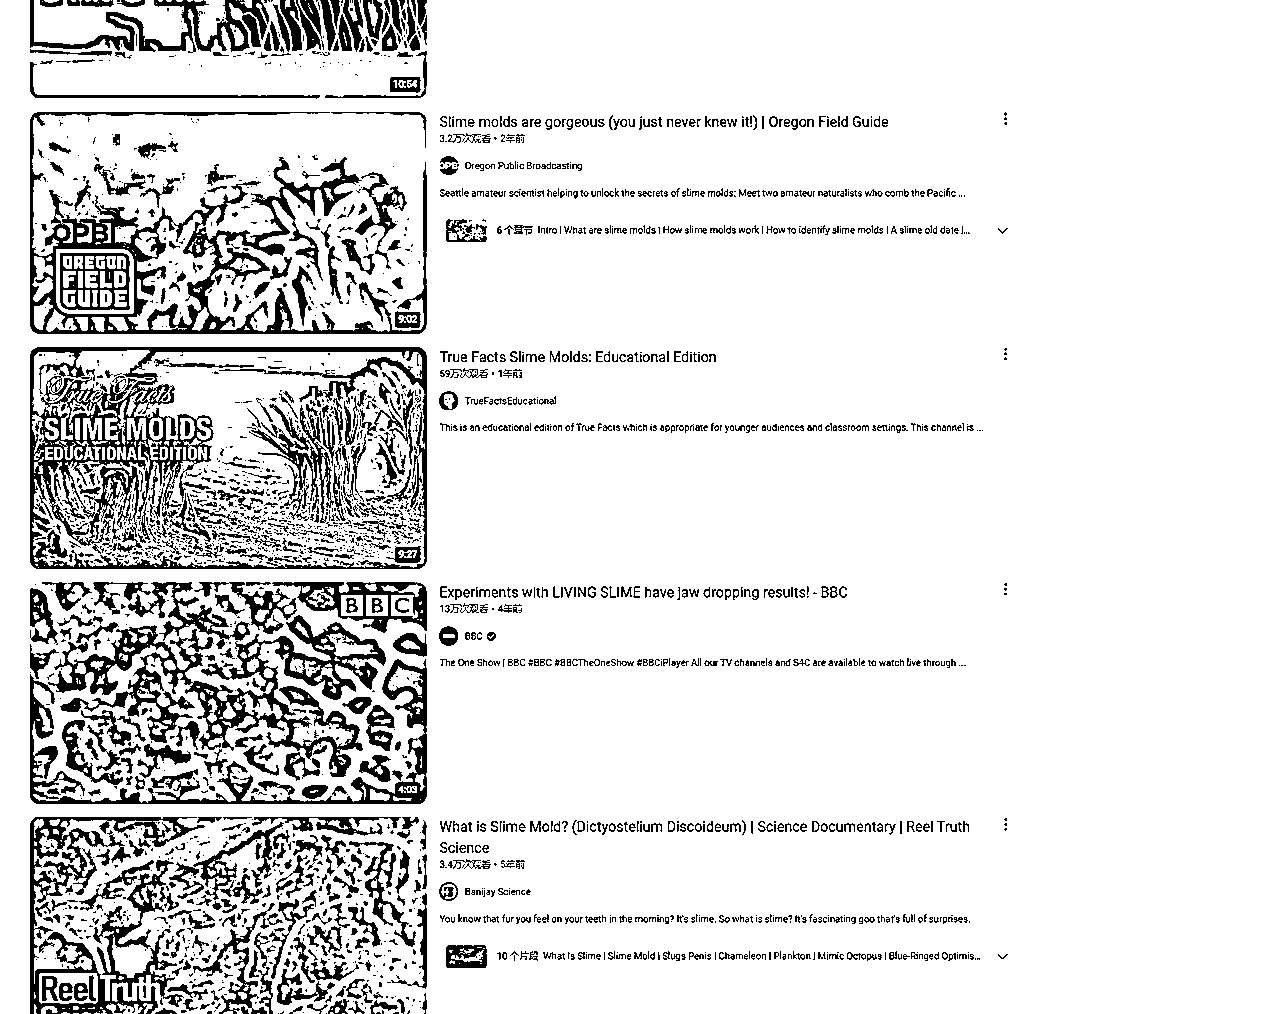 10:54
Slime molds are gorgeous (you just never knew it!) | Oregon Field Guide
3.2万次观看 • 2年前
OPB
Oregon Public Broadcasting
Seattle amateur scientist helping to unlock the secrets of slime molds: Meet two amateur naturalists who comb the Pacific ...
6 个章节 Intro | What are slime molds | How slime molds work | How to identify slime molds | A slime old date |...
OPB
OREGON
FIELD
GUIDE
9:02
True Facts Slime Molds: Educational Edition
59万次观看 • 1年前
TrueFactsEducational
This is an educational edition of True Facts which is appropriate for younger audiences and classroom settings. This channel is ...
True Facts
SLIME MOLDS
EDUCATIONAL EDITION
9:27
Experiments with LIVING SLIME have jaw dropping results! - BBC
13万次观看 • 4年前
BBC
The One Show | BBC #BBC #BBCTheOneShow #BBCiPlayer All our TV channels and S4C are available to watch live through ...
BBC
4:03
What is Slime Mold? (Dictyostelium Discoideum) | Science Documentary | Reel Truth
Science
3.4万次观看 • 5年前
Banijay Science
You know that fur you feel on your teeth in the morning? It's slime. So what is slime? It's fascinating goo that's full of surprises.
10 个片段 What Is Slime | Slime Mold | Slugs Penis | Chameleon | Plankton | Mimic Octopus | Blue-Ringed Optimis...
Reel Truth